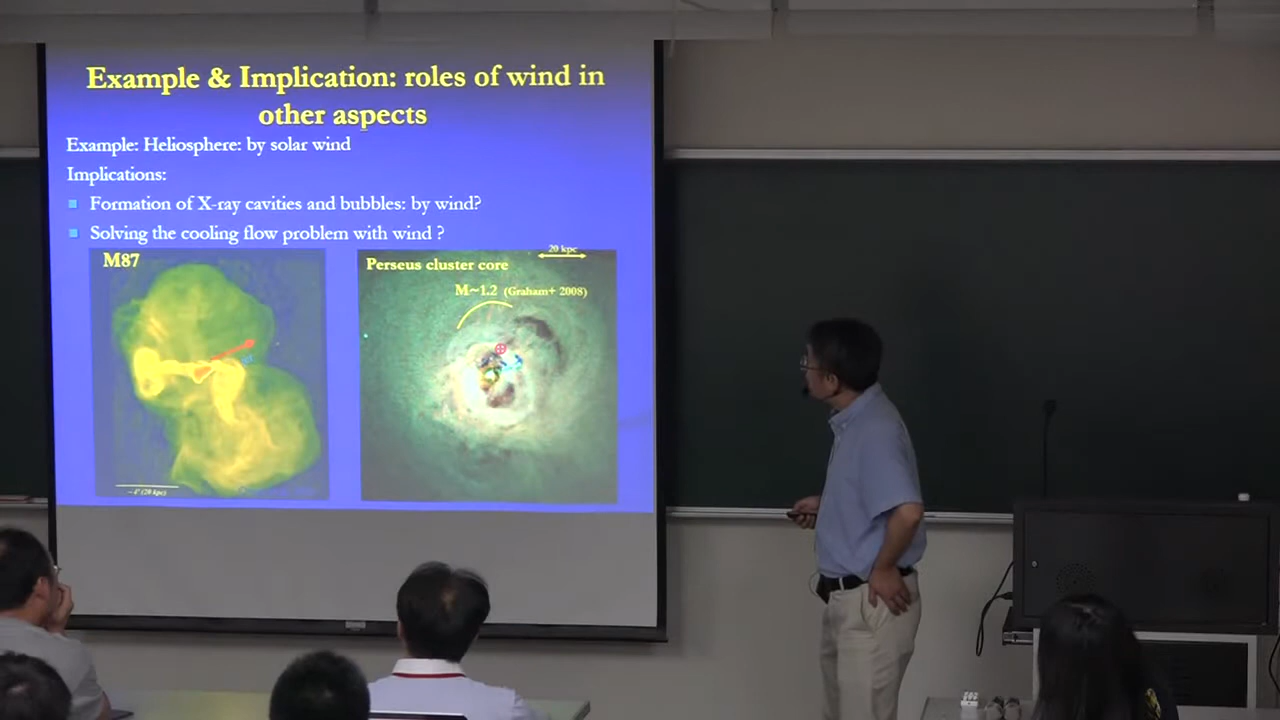 Example & Implication: roles of wind in
other aspects
Example: Heliosphere: by solar wind
Implications:
Formation of X-ray cavities and bubbles: by wind?
Solving the cooling flow problem with wind ?
M87
20 kpc
Perseus cluster core
M~1.2 (Graham+ 2008)
(20 kpc)